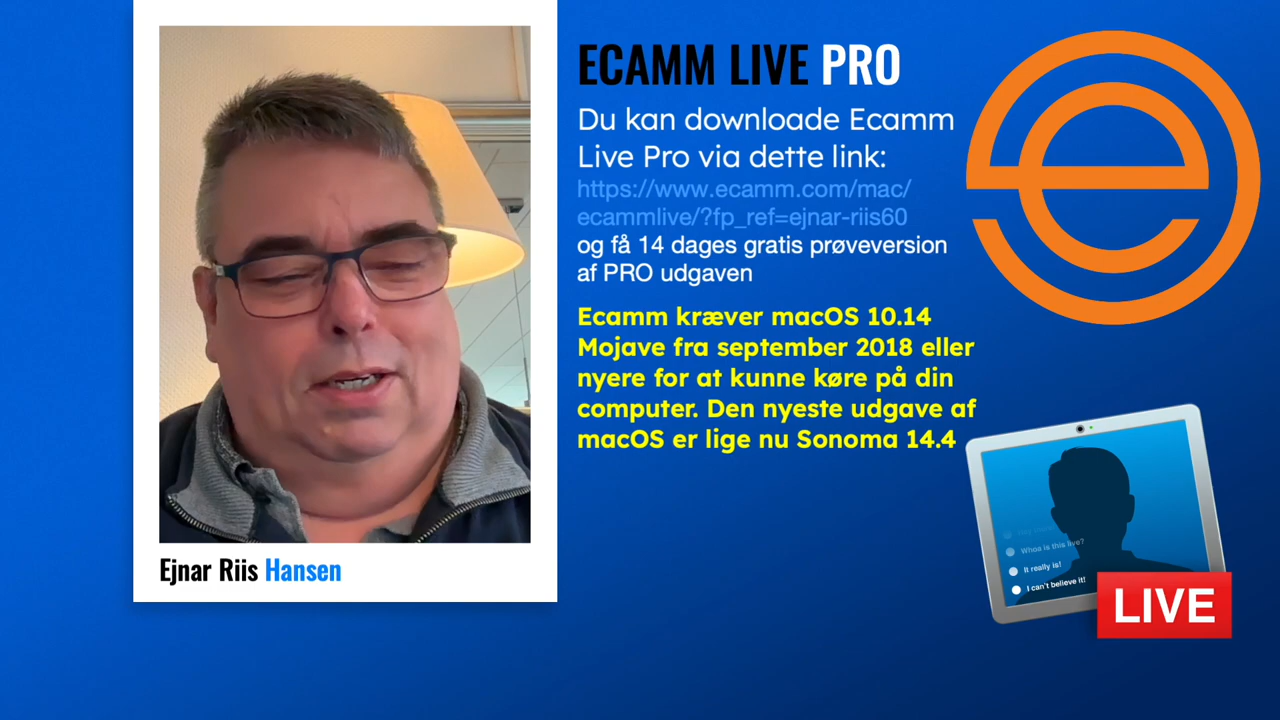 ECAMM LIVE PRO
Du kan downloade Ecamm
Live Pro via dette link:
https://www.ecamm.com/mac/
ecammlive/?fp_ref=ejnar-riis60
og få 14 dages gratis prøveversion
af PRO udgaven
Ecamm kræver macOS 10.14
Mojave fra september 2018 eller
nyere for at kunne køre på din
computer. Den nyeste udgave af
macOS er lige nu Sonoma 14.4
Whoa is this live?
It really is!
I can't believe it!
LIVE
Ejnar Riis Hansen